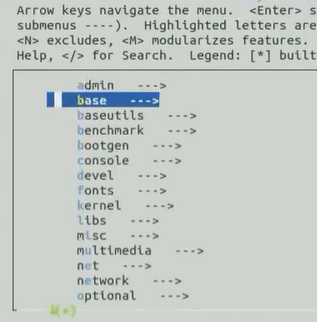 Arrow keys navigate the menu. <Enter> s
submenus ----). Highlighted letters are
<N> excludes, <M> modularizes features.
Help, </> for Search. Legend: [*] built
admin --->
base --->
baseutils --->
benchmark --->
bootgen --->
console --->
devel --->
fonts --->
kernel --->
libs --->
misc --->
multimedia --->
net --->
network --->
optional --->